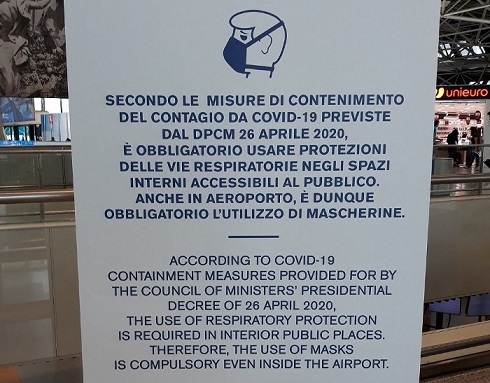 SECONDO LE MISURE DI CONTENIMENTO
DEL CONTAGIO DA COVID-19 PREVISTE
DAL DPCM 26 APRILE 2020,
È OBBLIGATORIO USARE PROTEZIONI
DELLE VIE RESPIRATORIE NEGLI SPAZI
INTERNI ACCESSIBILI AL PUBBLICO.
ANCHE IN AEROPORTO, È DUNQUE
OBBLIGATORIO L'UTILIZZO DI MASCHERINE.
ACCORDING TO COVID-19
CONTAINMENT MEASURES PROVIDED FOR BY
THE COUNCIL OF MINISTERS' PRESIDENTIAL
DECREE OF 26 APRIL 2020,
THE USE OF RESPIRATORY PROTECTION
IS REQUIRED IN INTERIOR PUBLIC PLACES.
THEREFORE, THE USE OF MASKS
IS COMPULSORY EVEN INSIDE THE AIRPORT.
unieuro